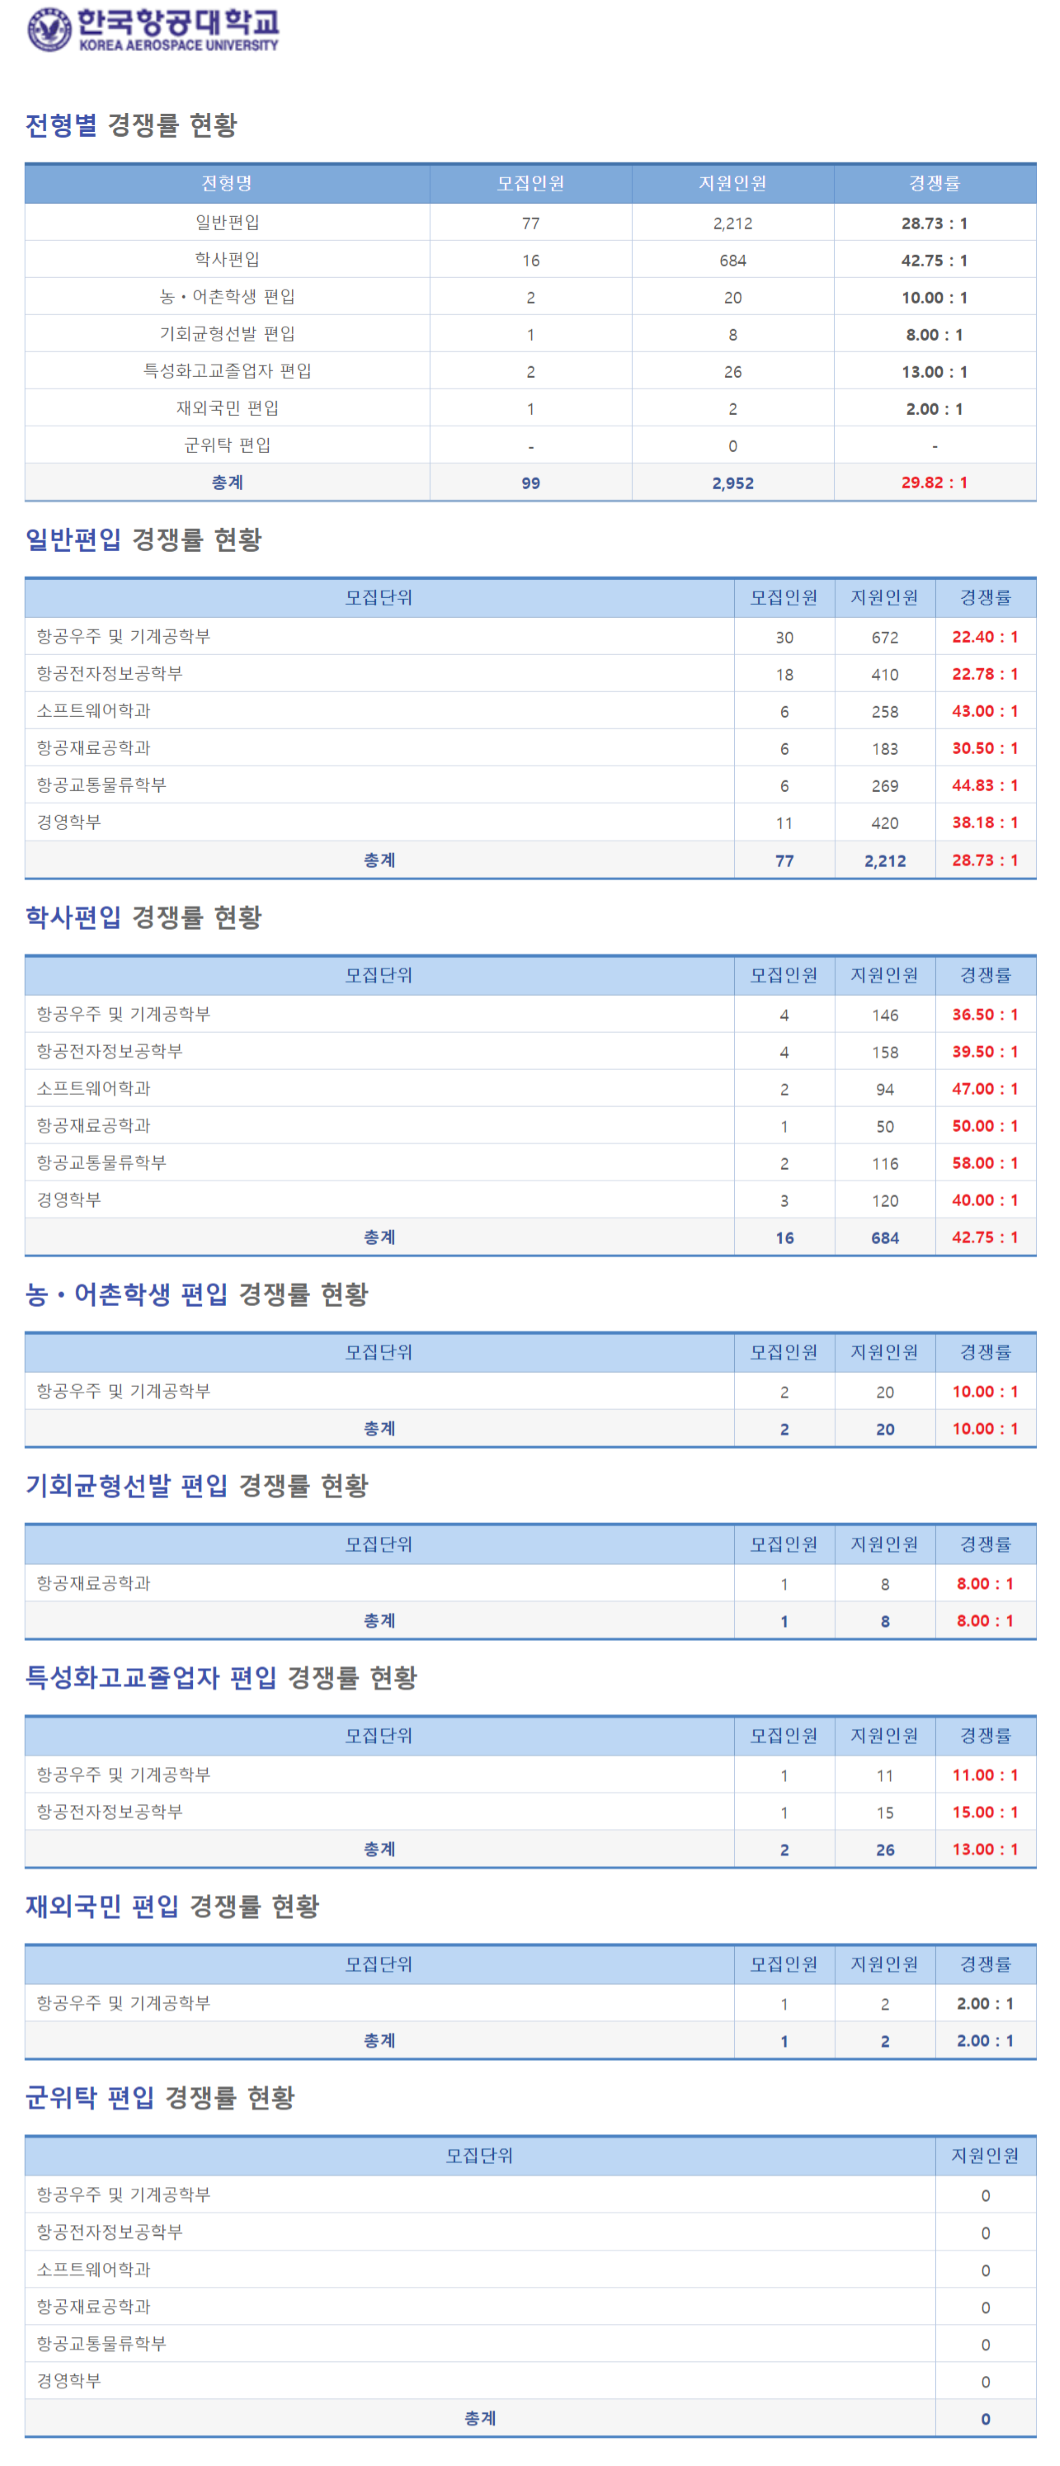 한국항공대학교
KOREA AEROSPACE UNIVERSITY
전형별 경쟁률 현황
전형명 모집인원 지원인원 경쟁률
일반편입 77 2,212 28.73 : 1
학사편입 16 684 42.75 : 1
농・어촌학생 편입 2 20 10.00 : 1
기회균형선발 편입 1 8 8.00 : 1
특성화고교졸업자 편입 2 26 13.00 : 1
재외국민 편입 1 2 2.00 : 1
군위탁 편입 - 0 -
총계 99 2,952 29.82 : 1
일반편입 경쟁률 현황
모집단위 모집인원 지원인원 경쟁률
항공우주 및 기계공학부 30 672 22.40 : 1
항공전자정보공학부 18 410 22.78 : 1
소프트웨어학과 6 258 43.00 : 1
항공재료공학과 6 183 30.50 : 1
항공교통물류학부 6 269 44.83 : 1
경영학부 11 420 38.18 : 1
총계 77 2,212 28.73 : 1
학사편입 경쟁률 현황
모집단위 모집인원 지원인원 경쟁률
항공우주 및 기계공학부 4 146 36.50 : 1
항공전자정보공학부 4 158 39.50 : 1
소프트웨어학과 2 94 47.00 : 1
항공재료공학과 1 50 50.00 : 1
항공교통물류학부 2 116 58.00 : 1
경영학부 3 120 40.00 : 1
총계 16 684 42.75 : 1
농・어촌학생 편입 경쟁률 현황
모집단위 모집인원 지원인원 경쟁률
항공우주 및 기계공학부 2 20 10.00 : 1
총계 2 20 10.00 : 1
기회균형선발 편입 경쟁률 현황
모집단위 모집인원 지원인원 경쟁률
항공재료공학과 1 8 8.00 : 1
총계 1 8 8.00 : 1
특성화고교졸업자 편입 경쟁률 현황
모집단위 모집인원 지원인원 경쟁률
항공우주 및 기계공학부 1 11 11.00 : 1
항공전자정보공학부 1 15 15.00 : 1
총계 2 26 13.00 : 1
재외국민 편입 경쟁률 현황
모집단위 모집인원 지원인원 경쟁률
항공우주 및 기계공학부 1 2 2.00 : 1
총계 1 2 2.00 : 1
군위탁 편입 경쟁률 현황
모집단위 지원인원
항공우주 및 기계공학부 0
항공전자정보공학부 0
소프트웨어학과 0
항공재료공학과 0
항공교통물류학부 0
경영학부 0
총계 0